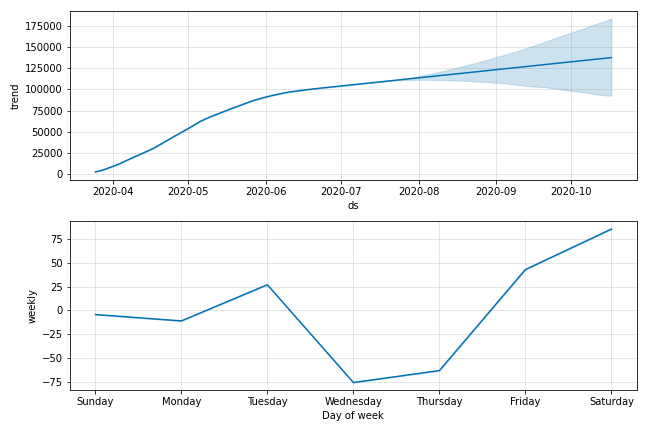 175000
150000
125000
100000
75000
50000
25000
0
trend
2020-04 2020-05 2020-06 2020-07 2020-08 2020-09 2020-10
ds
75
50
25
0
−25
−50
−75
weekly
Sunday Monday Tuesday Wednesday Thursday Friday Saturday
Day of week